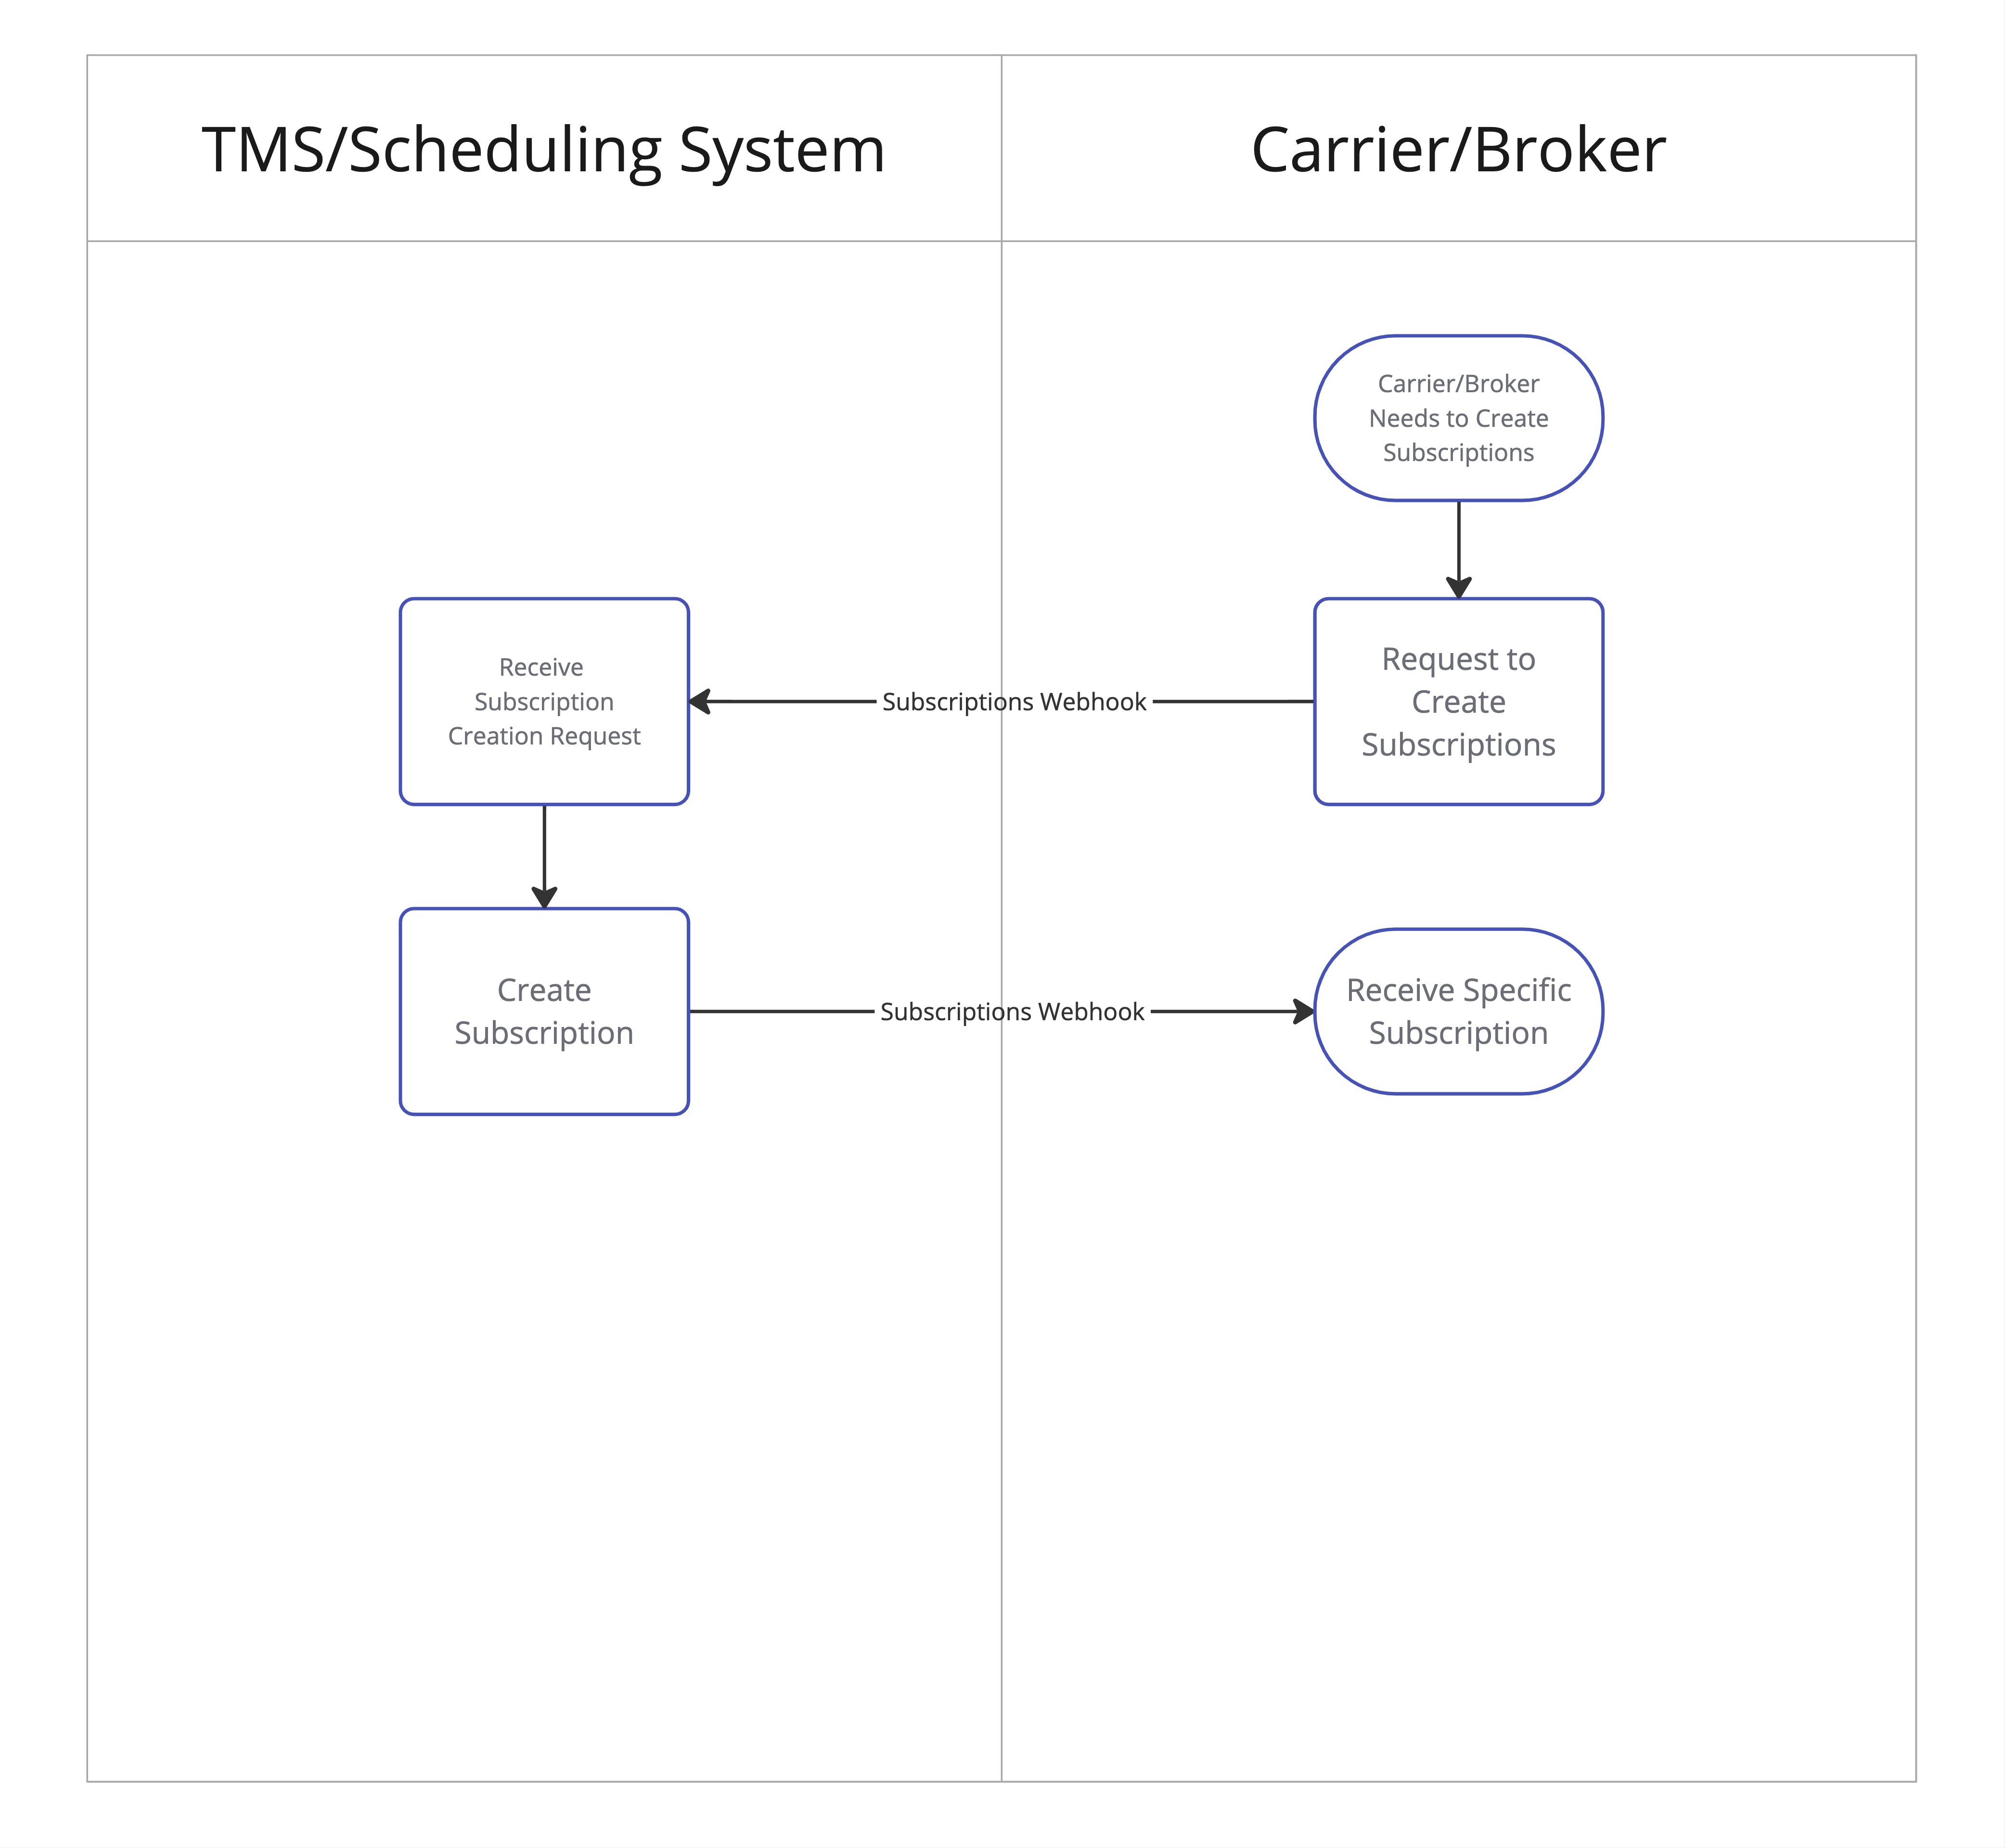 TMS/Scheduling System
Carrier/Broker
Carrier/Broker
Needs to Create
Subscriptions
Request to
Create
Subscriptions
Subscriptions Webhook
Receive
Subscription
Creation Request
Create
Subscription
Subscriptions Webhook
Receive Specific
Subscription